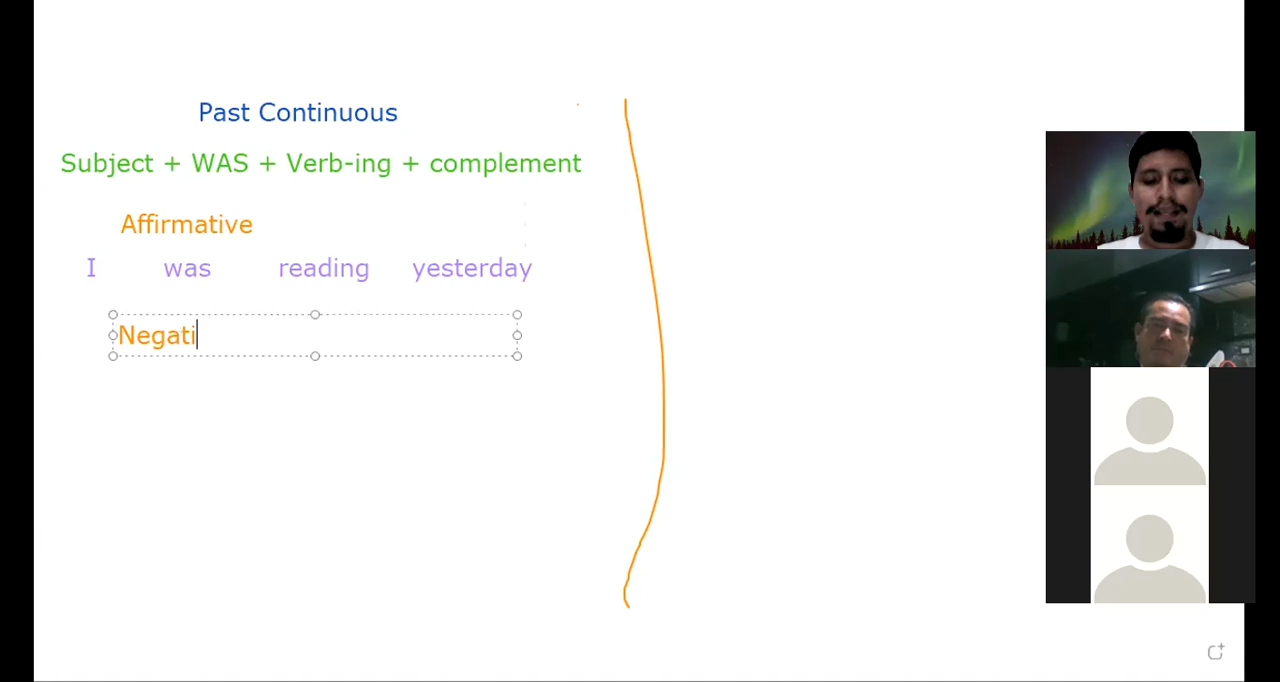 Past Continuous
Subject + WAS + Verb-ing + complement
Affirmative
I was reading yesterday
Negati